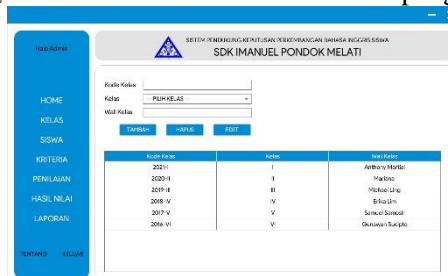 Halo Admin
SISTEM PENDUKUNG KEPUTUSAN PERKEMBANGAN BAHASA INGGRIS SISWA
SDK IMANUEL PONDOK MELATI
HOME
KELAS
SISWA
KRITERIA
PENILAIAN
HASIL NILAI
LAPORAN
TENTANG KELUAR
Kode Kelas
Kelas --- PILIH KELAS ---
Wali Kelas
TAMBAH HAPUS EDIT
Kode Kelas Kelas Wali Kelas
2021-I I Anthony Martial
2020-II II Mariana
2019-III III Michael Ling
2018-IV IV Erika Lim
2017-V V Samuel Samosir
2016-VI VI Gunawan Sucipto